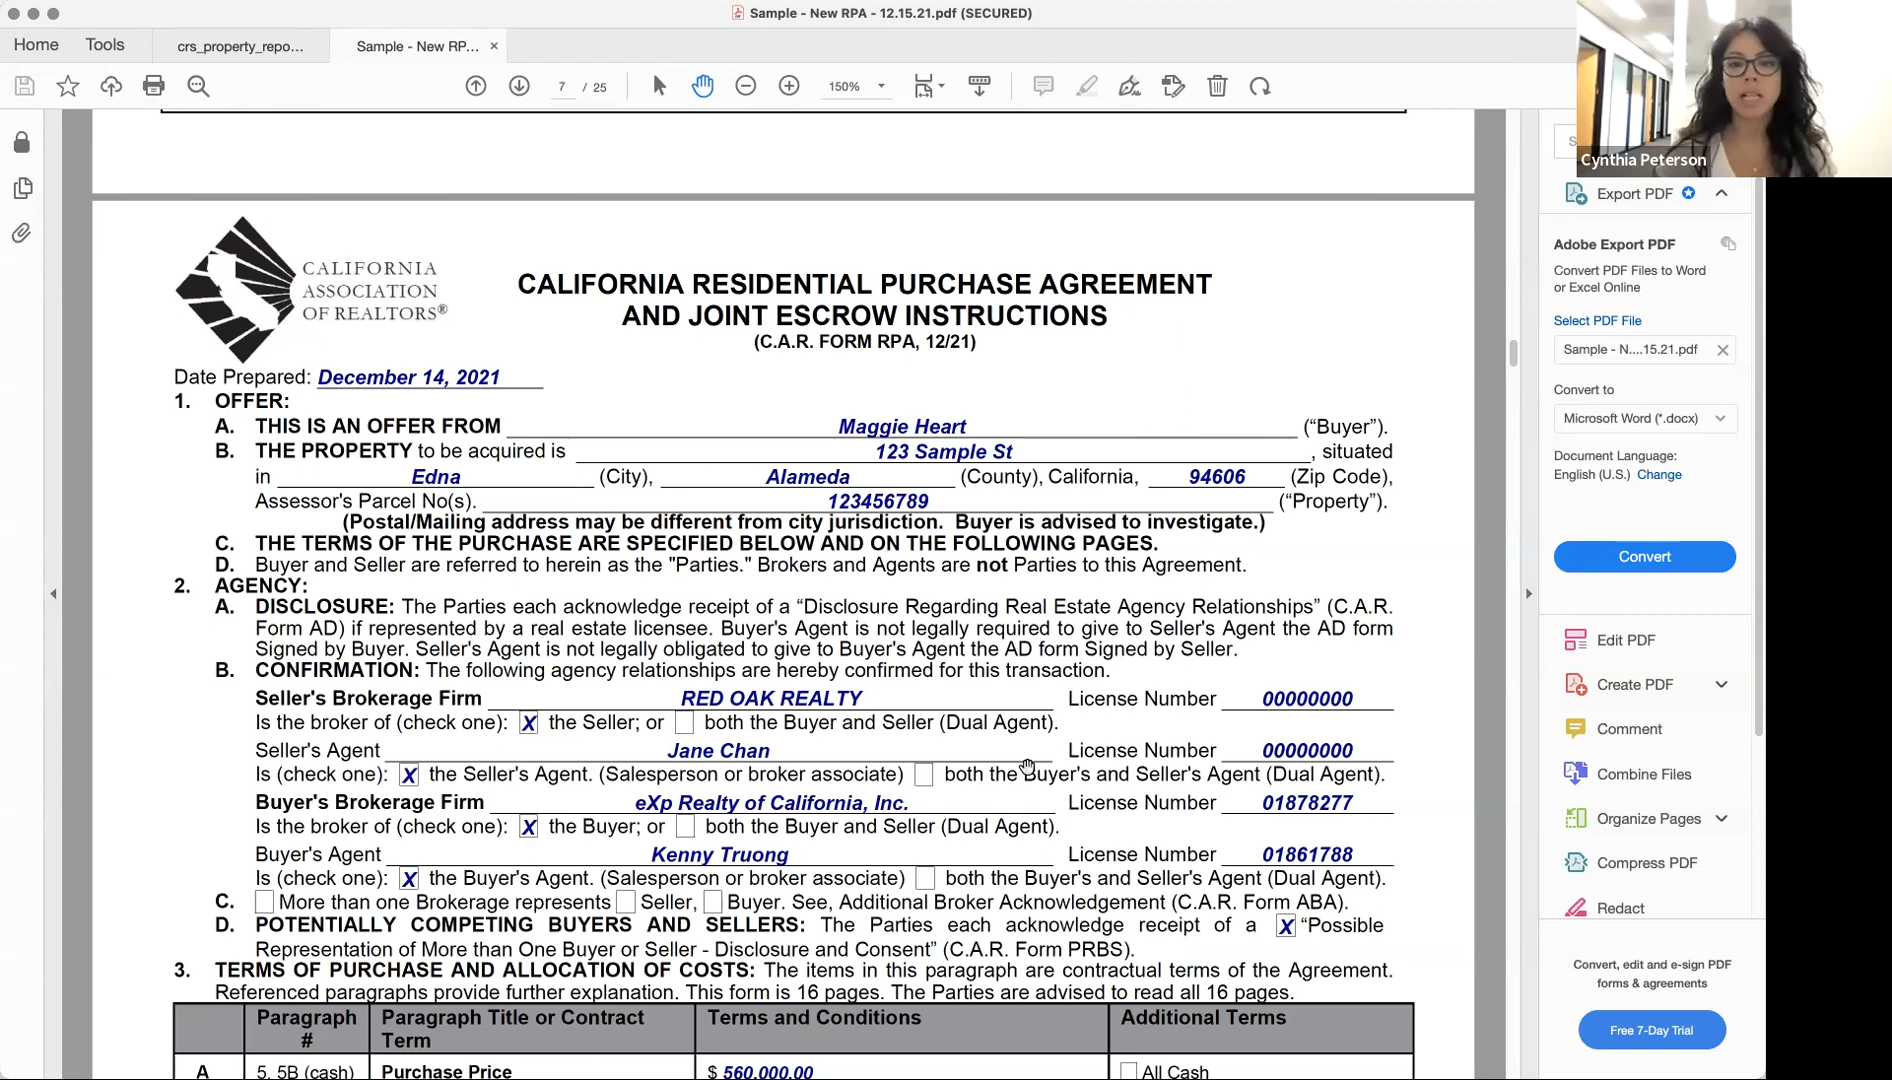 Sample - New RPA - 12.15.21.pdf (SECURED)
Home Tools crs_property_repo... Sample - New RP... ×
7 / 25 150%
Cynthia Peterson
CALIFORNIA
ASSOCIATION
OF REALTORS®
CALIFORNIA RESIDENTIAL PURCHASE AGREEMENT
AND JOINT ESCROW INSTRUCTIONS
(C.A.R. FORM RPA, 12/21)
Date Prepared: December 14, 2021
1. OFFER:
A. THIS IS AN OFFER FROM Maggie Heart (“Buyer”).
B. THE PROPERTY to be acquired is 123 Sample St , situated
in Edna (City), Alameda (County), California, 94606 (Zip Code),
Assessor's Parcel No(s). 123456789 (“Property”).
(Postal/Mailing address may be different from city jurisdiction. Buyer is advised to investigate.)
C. THE TERMS OF THE PURCHASE ARE SPECIFIED BELOW AND ON THE FOLLOWING PAGES.
D. Buyer and Seller are referred to herein as the "Parties." Brokers and Agents are not Parties to this Agreement.
2. AGENCY:
A. DISCLOSURE: The Parties each acknowledge receipt of a “Disclosure Regarding Real Estate Agency Relationships” (C.A.R.
Form AD) if represented by a real estate licensee. Buyer's Agent is not legally required to give to Seller's Agent the AD form
Signed by Buyer. Seller's Agent is not legally obligated to give to Buyer's Agent the AD form Signed by Seller.
B. CONFIRMATION: The following agency relationships are hereby confirmed for this transaction.
Seller's Brokerage Firm RED OAK REALTY License Number 00000000
Is the broker of (check one): X the Seller; or both the Buyer and Seller (Dual Agent).
Seller's Agent Jane Chan License Number 00000000
Is (check one): X the Seller's Agent. (Salesperson or broker associate) both the Buyer's and Seller's Agent (Dual Agent).
Buyer's Brokerage Firm eXp Realty of California, Inc. License Number 01878277
Is the broker of (check one): X the Buyer; or both the Buyer and Seller (Dual Agent).
Buyer's Agent Kenny Truong License Number 01861788
Is (check one): X the Buyer's Agent. (Salesperson or broker associate) both the Buyer's and Seller's Agent (Dual Agent).
C. More than one Brokerage represents Seller, Buyer. See, Additional Broker Acknowledgement (C.A.R. Form ABA).
D. POTENTIALLY COMPETING BUYERS AND SELLERS: The Parties each acknowledge receipt of a X “Possible
Representation of More than One Buyer or Seller - Disclosure and Consent” (C.A.R. Form PRBS).
3. TERMS OF PURCHASE AND ALLOCATION OF COSTS: The items in this paragraph are contractual terms of the Agreement.
Referenced paragraphs provide further explanation. This form is 16 pages. The Parties are advised to read all 16 pages.
Paragraph # Paragraph Title or Contract Term Terms and Conditions Additional Terms
A 5, 5B (cash) Purchase Price $ 560,000.00 All Cash
Export PDF
Adobe Export PDF
Convert PDF Files to Word
or Excel Online
Select PDF File
Sample - N....15.21.pdf
Convert to
Microsoft Word (*.docx)
Document Language:
English (U.S.) Change
Convert
Edit PDF
Create PDF
Comment
Combine Files
Organize Pages
Compress PDF
Redact
Convert, edit and e-sign PDF
forms & agreements
Free 7-Day Trial